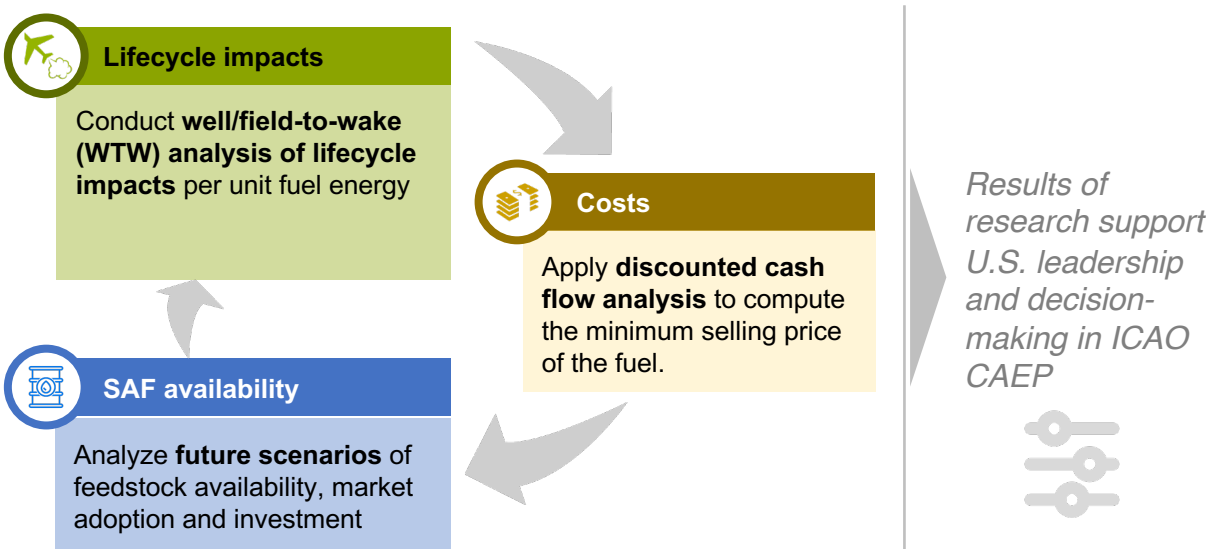 Lifecycle impacts
Conduct well/field-to-wake
(WTW) analysis of lifecycle
impacts per unit fuel energy
Costs
Apply discounted cash
flow analysis to compute
the minimum selling price
of the fuel.
SAF availability
Analyze future scenarios of
feedstock availability, market
adoption and investment
Results of
research support
U.S. leadership
and decision-
making in ICAO
CAEP